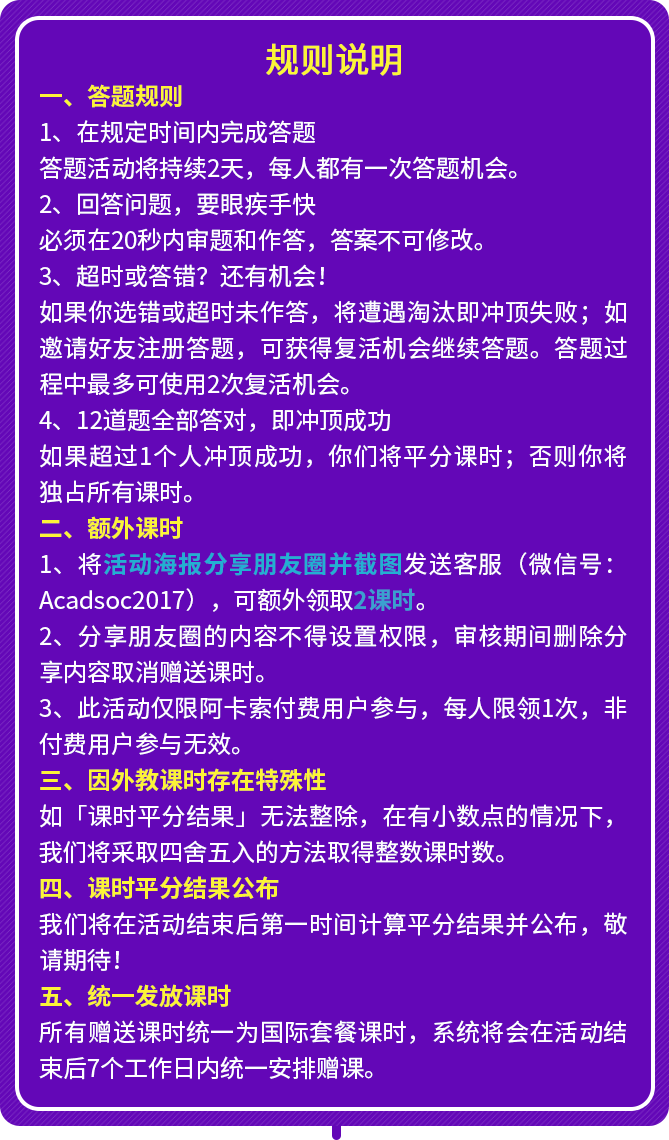 规则说明
一、答题规则
1、在规定时间内完成答题
答题活动将持续2天，每人都有一次答题机会。
2、回答问题，要眼疾手快
必须在20秒内审题和作答，答案不可修改。
3、超时或答错？还有机会！
如果你选错或超时未作答，将遭遇淘汰即冲顶失败；如
邀请好友注册答题，可获得复活机会继续答题。答题过
程中最多可使用2次复活机会。
4、12道题全部答对，即冲顶成功
如果超过1个人冲顶成功，你们将平分课时；否则你将
独占所有课时。
二、额外课时
1、将活动海报分享朋友圈并截图发送客服（微信号：
Acadsoc2017），可额外领取2课时。
2、分享朋友圈的内容不得设置权限，审核期间删除分
享内容取消赠送课时。
3、此活动仅限阿卡索付费用户参与，每人限领1次，非
付费用户参与无效。
三、因外教课时存在特殊性
如「课时平分结果」无法整除，在有小数点的情况下，
我们将采取四舍五入的方法取得整数课时数。
四、课时平分结果公布
我们将在活动结束后第一时间计算平分结果并公布，敬
请期待！
五、统一发放课时
所有赠送课时统一为国际套餐课时，系统将会在活动结
束后7个工作日内统一安排赠课。